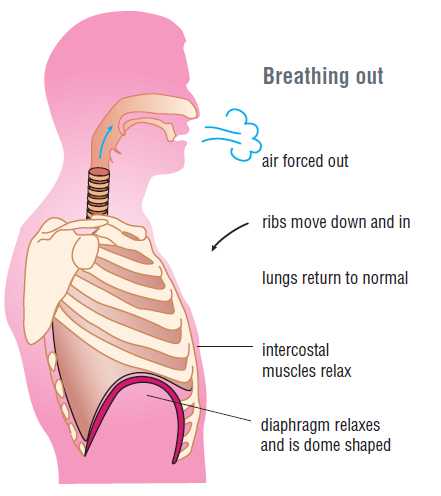 Breathing out
air forced out
ribs move down and in
lungs return to normal
intercostal
muscles relax
diaphragm relaxes
and is dome shaped